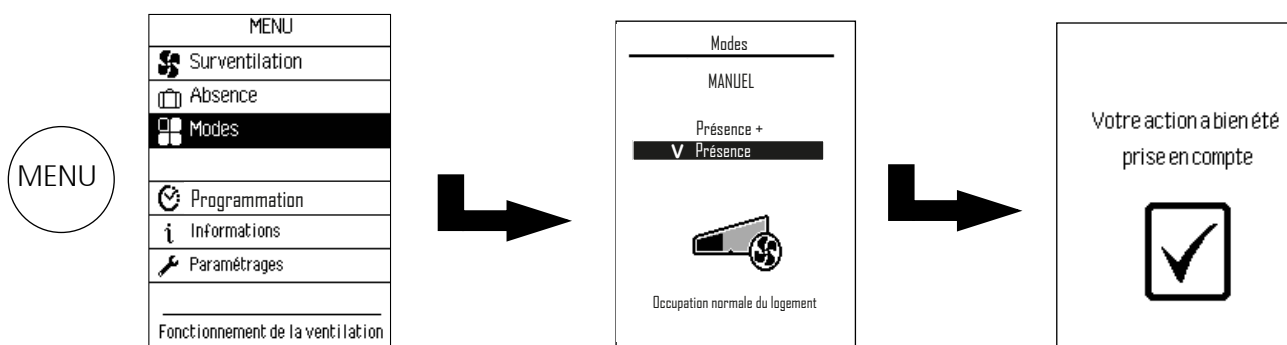 MENU
MENU
Surventilation
Absence
Modes
Programmation
i Informations
Paramétrages
Fonctionnement de la ventilation
Modes
MANUEL
Présence +
V Présence
Occupation normale du logement
Votre action a bien été
prise en compte